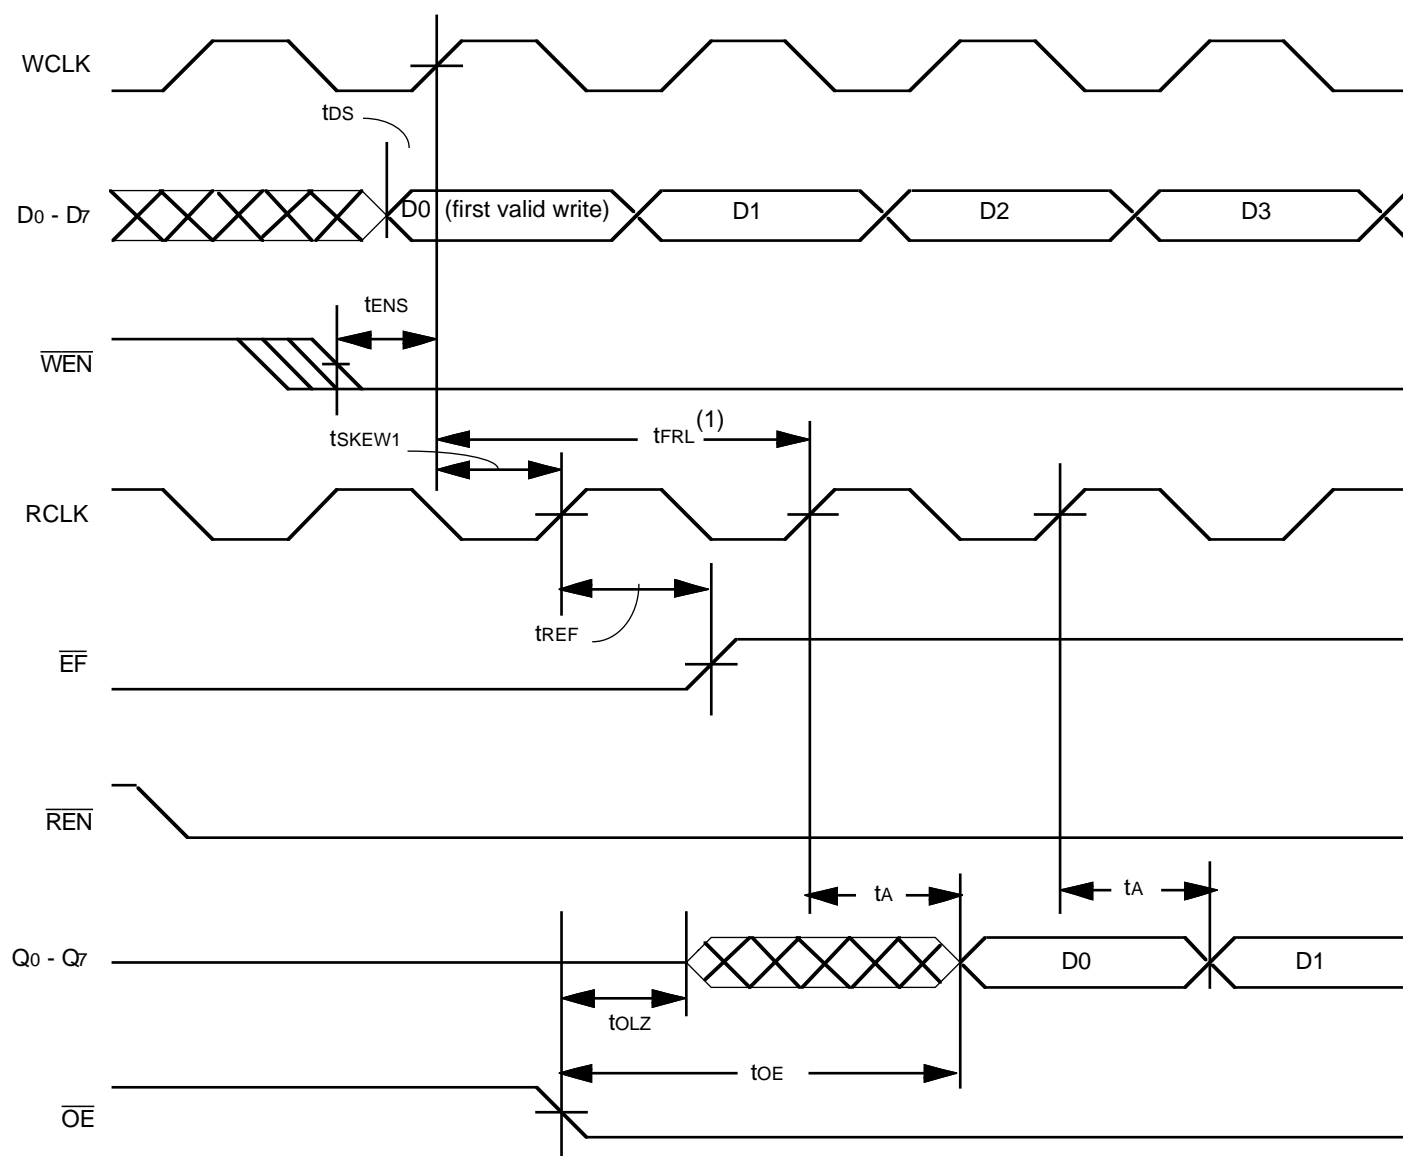 WCLK
tDS
D0 - D7
D0 (first valid write)
D1
D2
D3
tENS
WEN
tSKEW1
tFRL(1)
RCLK
tREF
EF
REN
tA
tA
Q0 - Q7
D0
D1
tOLZ
tOE
OE